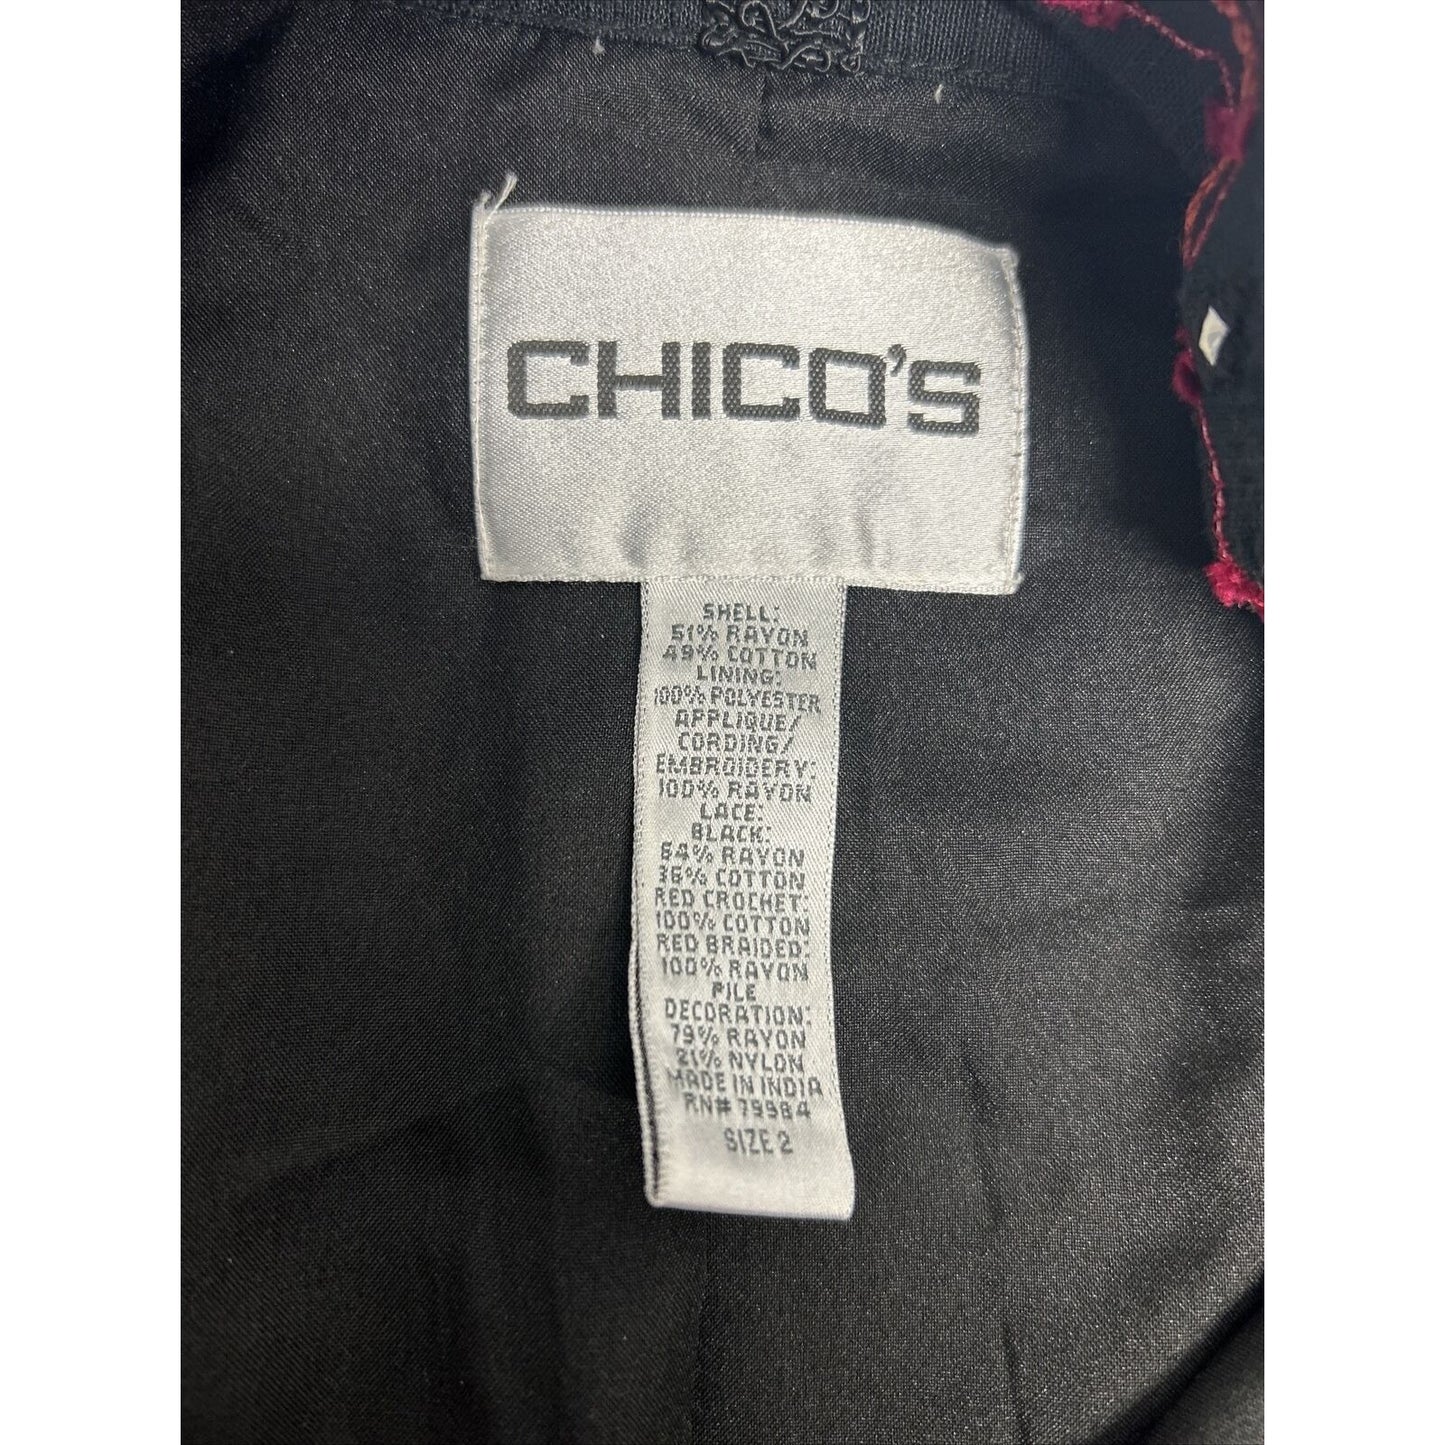 CHICO'S
SHELL:
51% RAYON
49% COTTON
LINING:
100% POLYESTER
APPLIQUE/
CORDING/
EMBROIDERY:
100% RAYON
LACE:
BLACK:
64% RAYON
36% COTTON
RED CROCHET:
100% COTTON
RED BRAIDED:
100% RAYON
PILE
DECORATION:
79% RAYON
21% NYLON
MADE IN INDIA
RN# 79984
SIZE 2